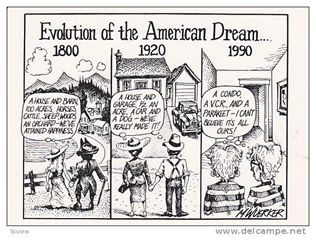 Evolution of the American Dream....
1800
1920
1990
A HOUSE AND BARN,
100 ACRES, HORSES
CATTLE, SHEEP, WOODS
AN ORCHARD - WE'VE
ATTAINED HAPPINESS
A HOUSE AND
GARAGE, ½ AN
ACRE, A CAR AND
A DOG - WE'VE
REALLY MADE IT!
A CONDO,
A VCR, AND A
PARAKEET - I CAN'T
BELIEVE IT'S ALL
OURS!
M.WUERKER
Scview
delcampe.net